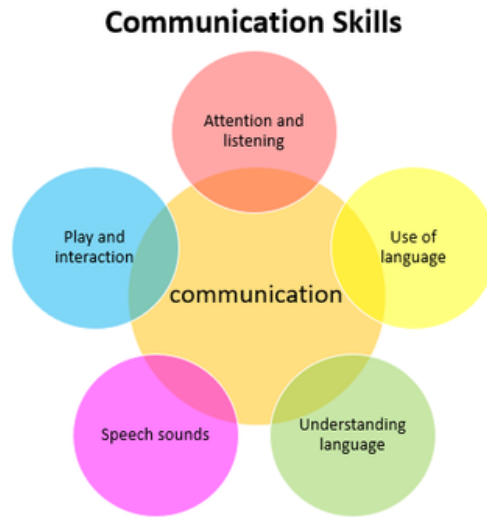 Communication Skills
Attention and
listening
Play and
interaction
Use of
language
communication
Speech sounds
Understanding
language